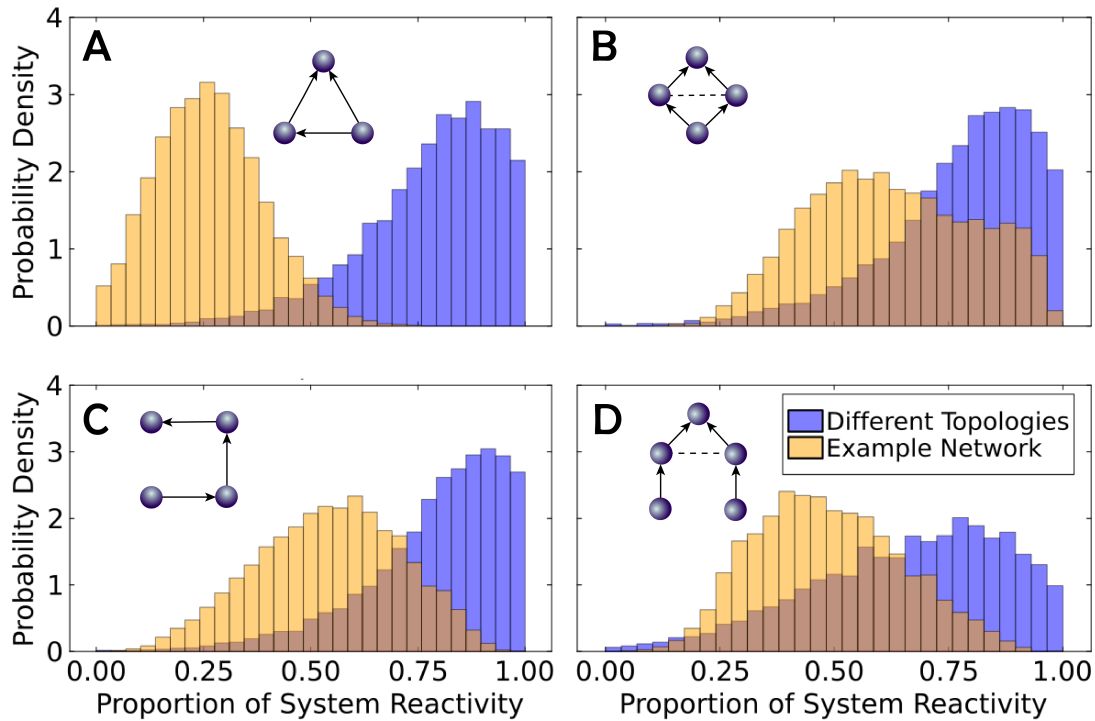 4
3
2
1
0
Probability Density
A
B
4
3
2
1
0
Probability Density
0.00 0.25 0.50 0.75 1.00
Proportion of System Reactivity
C
D
Different Topologies
Example Network
0.00 0.25 0.50 0.75 1.00
Proportion of System Reactivity